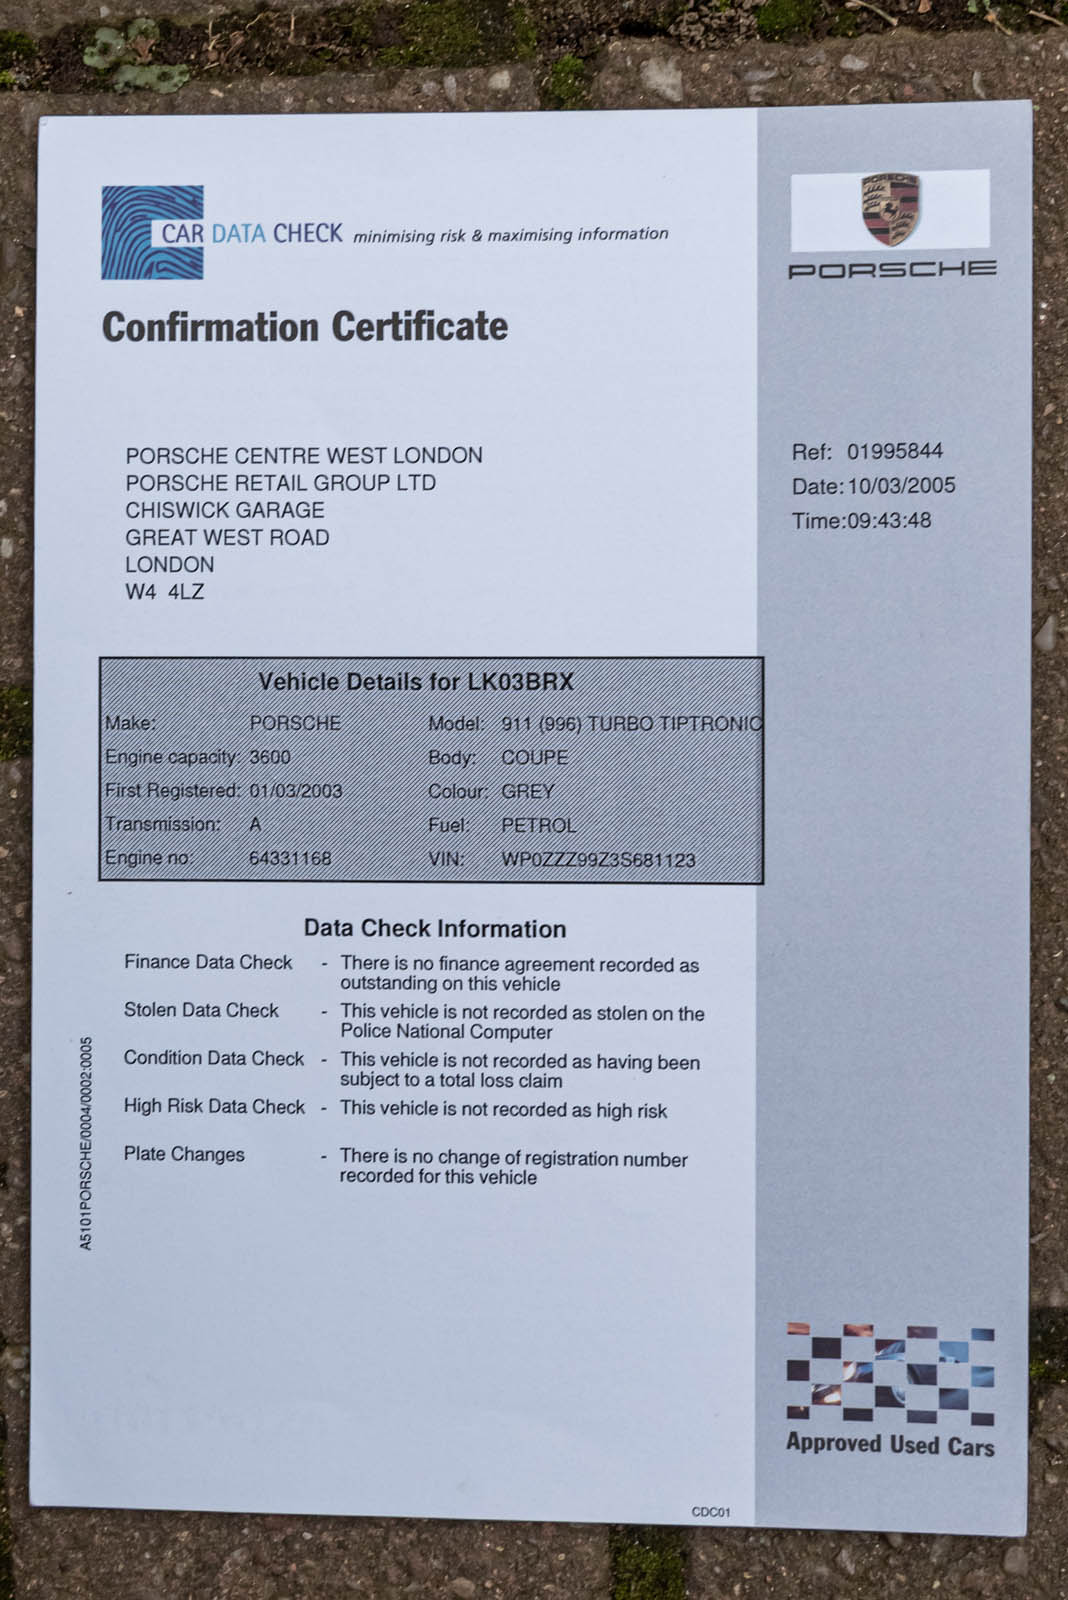 CAR DATA CHECK minimising risk & maximising information
PORSCHE
PORSCHE
Confirmation Certificate
PORSCHE CENTRE WEST LONDON
PORSCHE RETAIL GROUP LTD
CHISWICK GARAGE
GREAT WEST ROAD
LONDON
W4 4LZ
Ref: 01995844
Date: 10/03/2005
Time: 09:43:48
Vehicle Details for LK03BRX
Make: PORSCHE Model: 911 (996) TURBO TIPTRONIC
Engine capacity: 3600 Body: COUPE
First Registered: 01/03/2003 Colour: GREY
Transmission: A Fuel: PETROL
Engine no: 64331168 VIN: WP0ZZZ99Z3S681123
Data Check Information
Finance Data Check - There is no finance agreement recorded as
outstanding on this vehicle
Stolen Data Check - This vehicle is not recorded as stolen on the
Police National Computer
Condition Data Check - This vehicle is not recorded as having been
subject to a total loss claim
High Risk Data Check - This vehicle is not recorded as high risk
Plate Changes - There is no change of registration number
recorded for this vehicle
A5101PORSCHE/0004/0002:0005
Approved Used Cars
CDC01